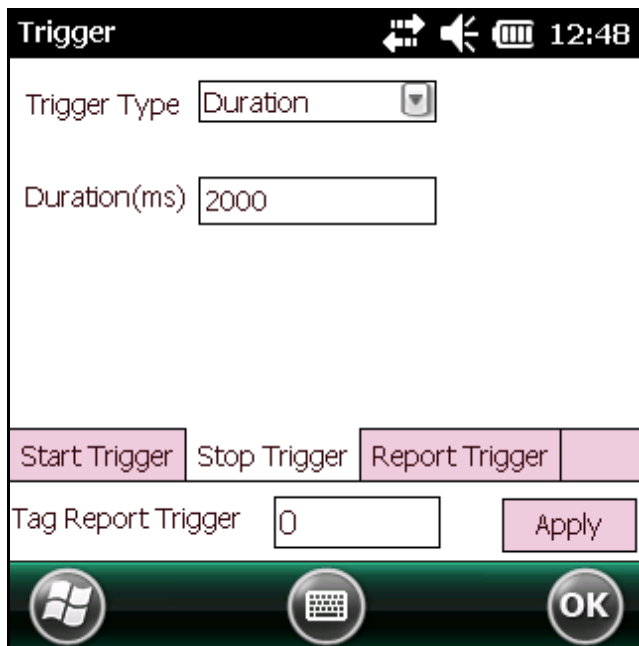 Trigger 12:48
Trigger Type Duration
Duration(ms) 2000
Start Trigger Stop Trigger Report Trigger
Tag Report Trigger 0 Apply
OK